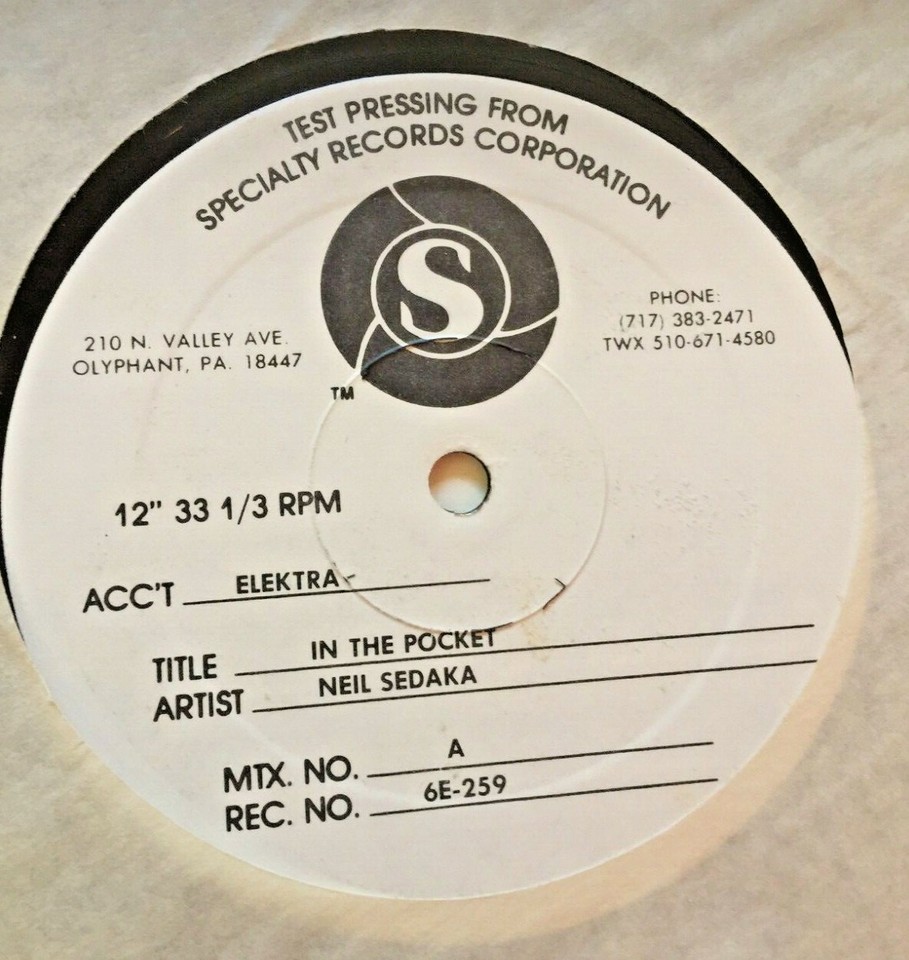 TEST PRESSING FROM
SPECIALTY RECORDS CORPORATION
S
TM
210 N. VALLEY AVE.
OLYPHANT, PA. 18447
PHONE:
(717) 383-2471
TWX 510-671-4580
12" 33 1/3 RPM
ACC'T ELEKTRA
TITLE IN THE POCKET
ARTIST NEIL SEDAKA
MTX. NO. A
REC. NO. 6E-259